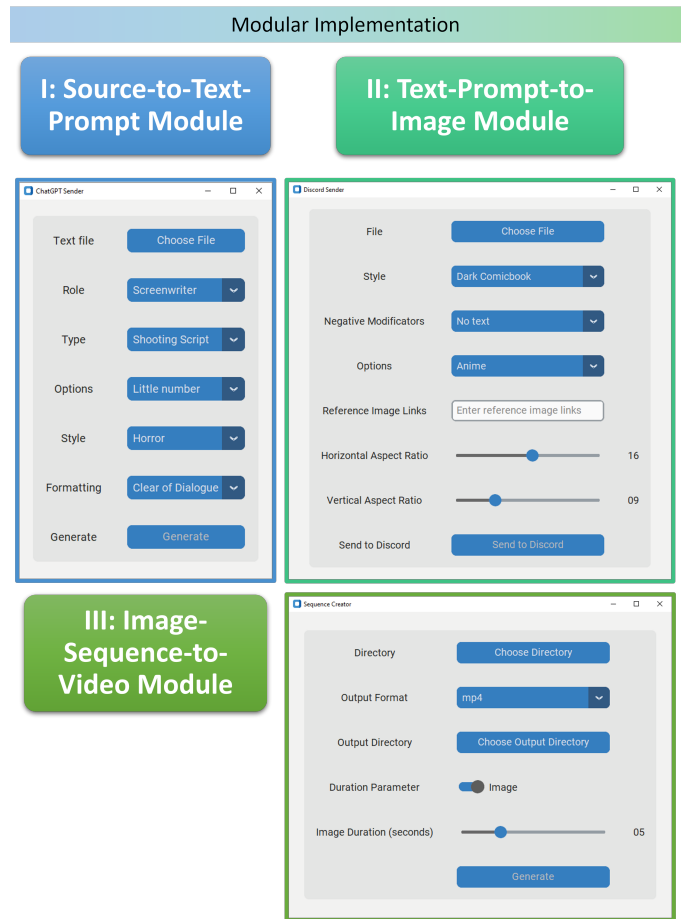 Modular Implementation
I: Source-to-Text-
Prompt Module
II: Text-Prompt-to-
Image Module
ChatGPT Sender
Text file
Choose File
Role
Screenwriter
Type
Shooting Script
Options
Little number
Style
Horror
Formatting
Clear of Dialogue
Generate
Generate
Discord Sender
File
Choose File
Style
Dark Comicbook
Negative Modificators
No text
Options
Anime
Reference Image Links
Enter reference image links
Horizontal Aspect Ratio
16
Vertical Aspect Ratio
09
Send to Discord
Send to Discord
III: Image-
Sequence-to-
Video Module
Sequence Creator
Directory
Choose Directory
Output Format
mp4
Output Directory
Choose Output Directory
Duration Parameter
Image
Image Duration (seconds)
05
Generate